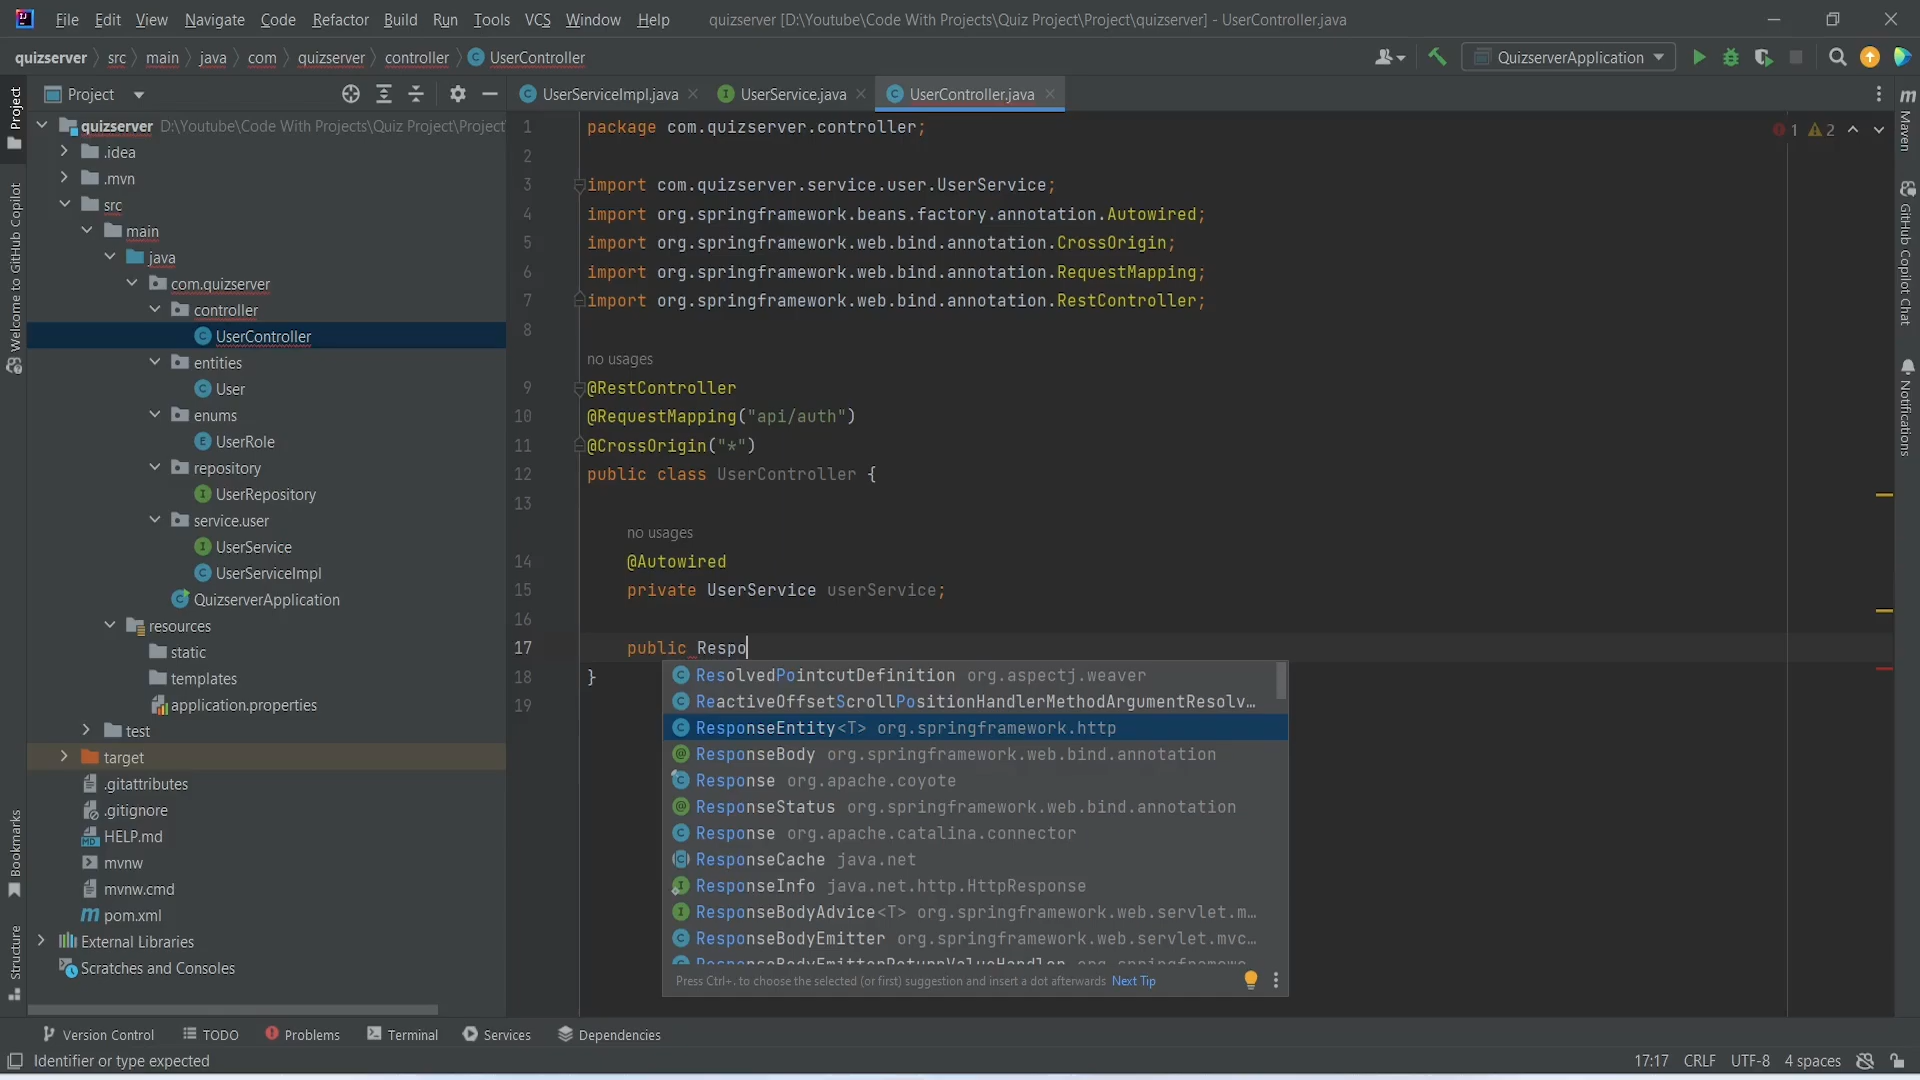 File Edit View Navigate Code Refactor Build Run Tools VCS Window Help quizserver [D:\Youtube\Code With Projects\Quiz Project\Project\quizserver] - UserController.java
quizserver src main java com quizserver controller UserController QuizserverApplication
Project
Welcome to GitHub Copilot
Bookmarks
Structure
Project
quizserver D:\Youtube\Code With Projects\Quiz Project\Project
.idea
.mvn
src
main
java
com.quizserver
controller
UserController
entities
User
enums
UserRole
repository
UserRepository
service.user
UserService
UserServiceImpl
QuizserverApplication
resources
static
templates
application.properties
test
target
.gitattributes
.gitignore
HELP.md
mvnw
mvnw.cmd
pom.xml
External Libraries
Scratches and Consoles
UserServiceImpl.java UserService.java UserController.java
1 2
1 package com.quizserver.controller;
2
3 import com.quizserver.service.user.UserService;
4 import org.springframework.beans.factory.annotation.Autowired;
5 import org.springframework.web.bind.annotation.CrossOrigin;
6 import org.springframework.web.bind.annotation.RequestMapping;
7 import org.springframework.web.bind.annotation.RestController;
8
no usages
9 @RestController
10 @RequestMapping("api/auth")
11 @CrossOrigin("*")
12 public class UserController {
13
no usages
14 @Autowired
15 private UserService userService;
16
17 public Respo
18 }
19
ResolvedPointcutDefinition org.aspectj.weaver
ReactiveOffsetScrollPositionHandlerMethodArgumentResolv…
ResponseEntity<T> org.springframework.http
ResponseBody org.springframework.web.bind.annotation
Response org.apache.coyote
ResponseStatus org.springframework.web.bind.annotation
Response org.apache.catalina.connector
ResponseCache java.net
ResponseInfo java.net.http.HttpResponse
ResponseBodyAdvice<T> org.springframework.web.servlet.m…
ResponseBodyEmitter org.springframework.web.servlet.mvc…
ResponseBodyEmitterReturnValueHandler org.springframewo…
Press Ctrl+. to choose the selected (or first) suggestion and insert a dot afterwards Next Tip
Maven
GitHub Copilot Chat
Notifications
Version Control TODO Problems Terminal Services Dependencies
Identifier or type expected 17:17 CRLF UTF-8 4 spaces